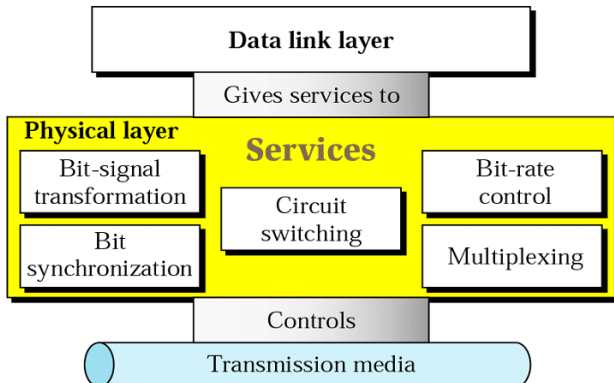 Data link layer
Gives services to
Physical layer
Services
Bit-signal
transformation
Bit
synchronization
Circuit
switching
Bit-rate
control
Multiplexing
Controls
Transmission media